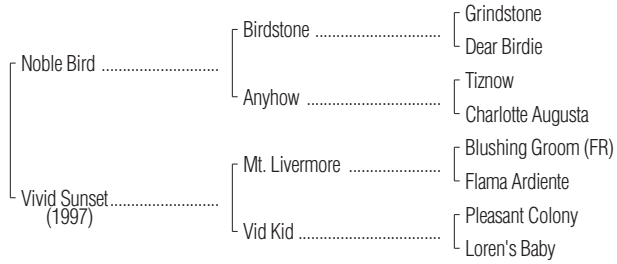 Grindstone
Birdstone ....................................
Dear Birdie
Noble Bird ..................................
Tiznow
Anyhow ......................................
Charlotte Augusta
Blushing Groom (FR)
Mt. Livermore ..........................
Flama Ardiente
Vivid Sunset................................
(1997)
Pleasant Colony
Vid Kid ........................................
Loren's Baby